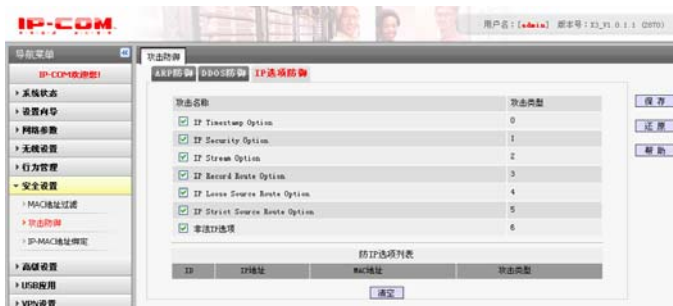 IP-COM
用户名：[admin] 版本号：X3_V1.0.1.1 (2870)
导航菜单
IP-COM欢迎您!
系统状态
设置向导
网络参数
无线设置
行为管理
安全设置
MAC地址过滤
攻击防御
IP-MAC地址绑定
高级设置
USB应用
VPN设置
攻击防御
ARP防御 DDOS防御 IP选项防御
攻击名称 攻击类型
IP Timestamp Option 0
IP Security Option 1
IP Stream Option 2
IP Record Route Option 3
IP Loose Source Route Option 4
IP Strict Source Route Option 5
非法IP选项 6
防IP选项列表
ID IP地址 MAC地址 攻击类型
清空
保存
还原
帮助